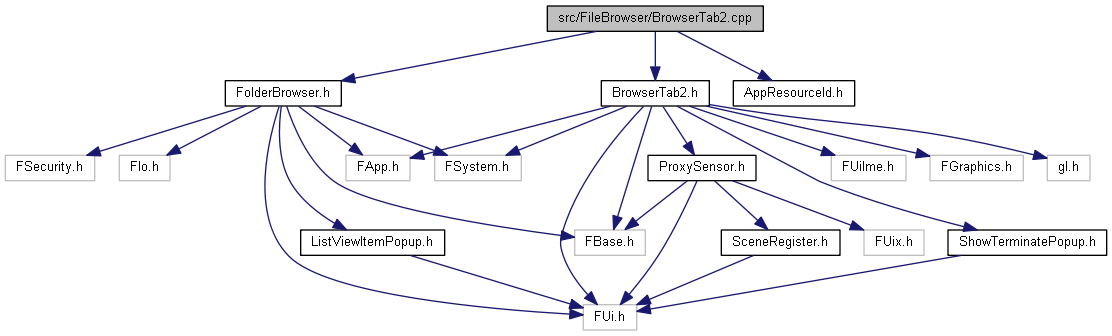 src/FileBrowser/BrowserTab2.cpp
FolderBrowser.h
BrowserTab2.h
AppResourceId.h
FSecurity.h
FIo.h
FApp.h
FSystem.h
ProxySensor.h
FUiIme.h
FGraphics.h
gl.h
ListViewItemPopup.h
FBase.h
SceneRegister.h
FUix.h
ShowTerminatePopup.h
FUi.h